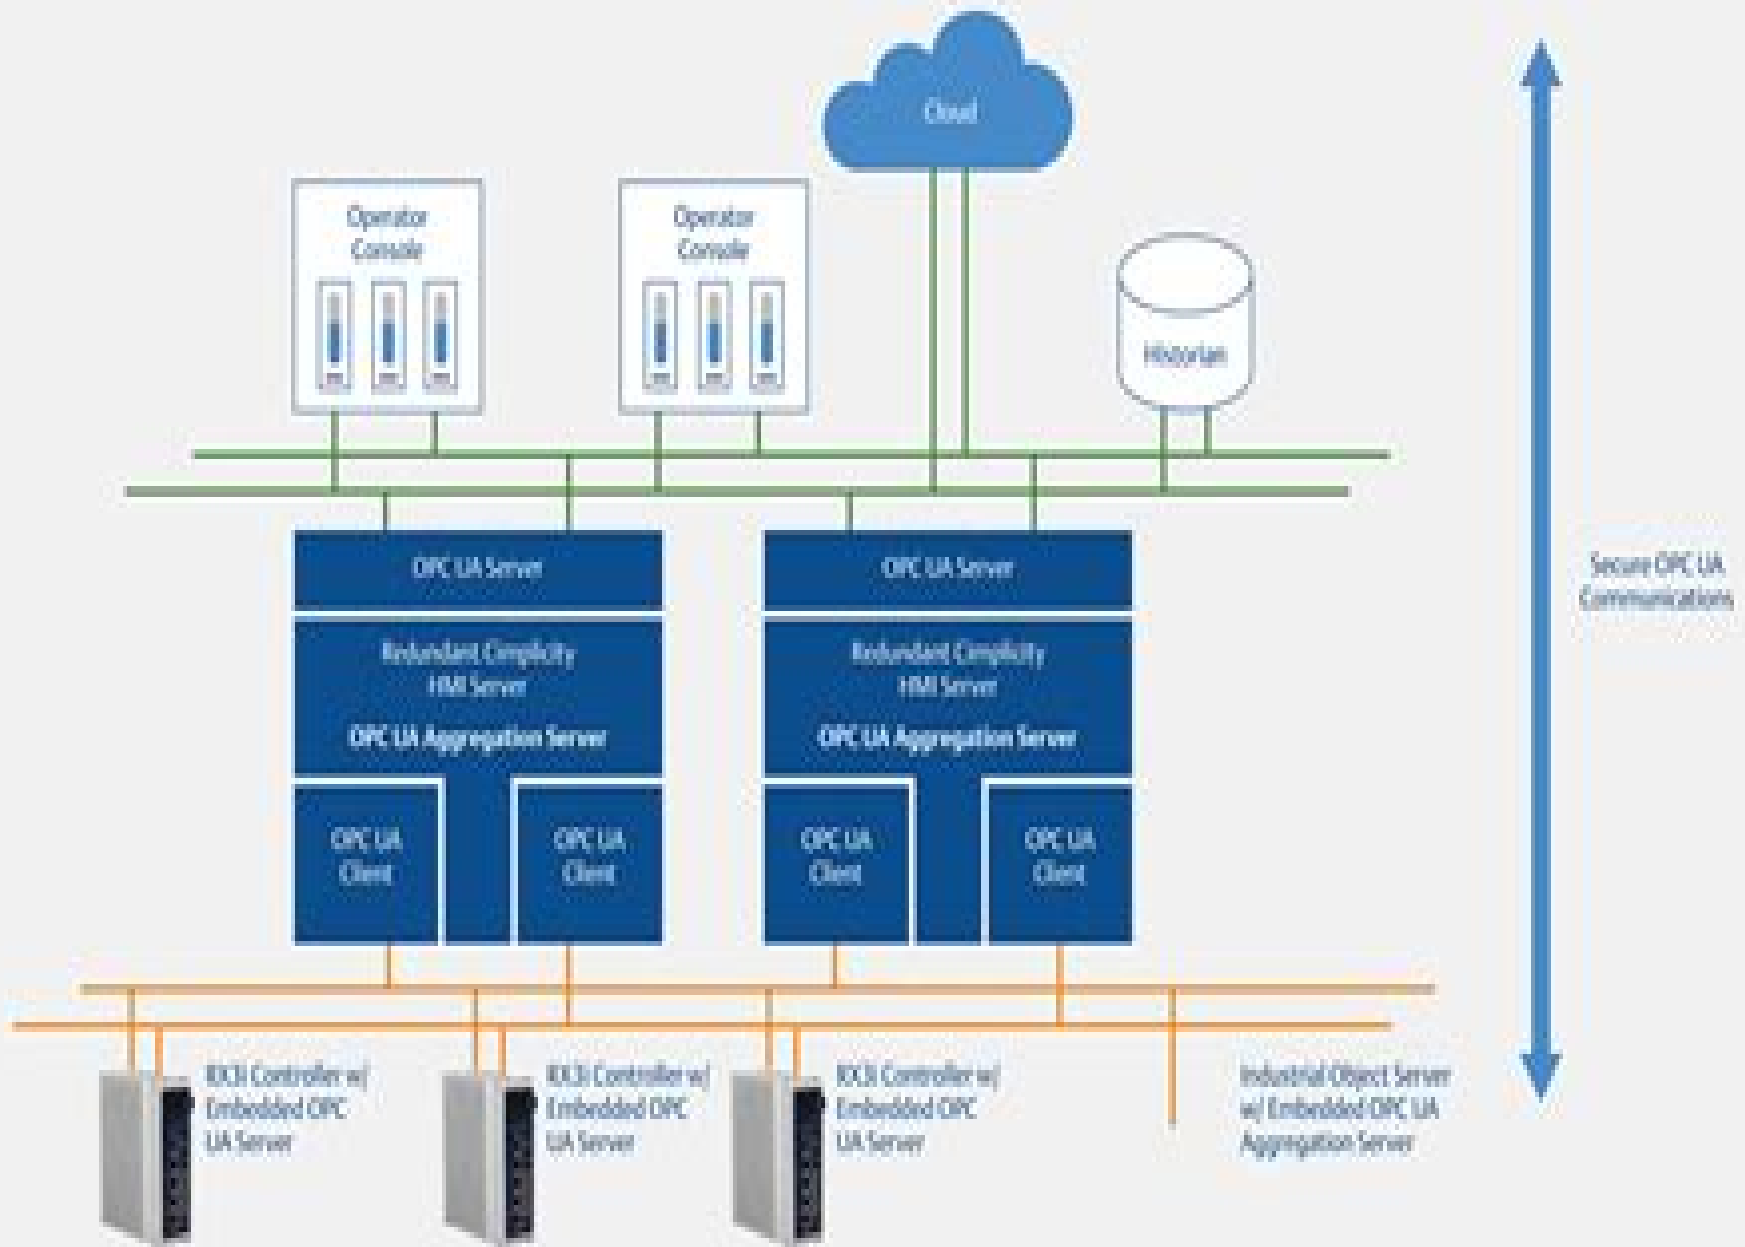 Cloud
Operator
Console
Operator
Console
Historian
OPC UA Server
OPC UA Server
Secure OPC UA
Communications
Redundant Cimplicity
HMI Server
OPC UA Aggregation Server
Redundant Cimplicity
HMI Server
OPC UA Aggregation Server
OPC UA
Client
OPC UA
Client
OPC UA
Client
OPC UA
Client
RX3i Controller w/
Embedded OPC
UA Server
RX3i Controller w/
Embedded OPC
UA Server
RX3i Controller w/
Embedded OPC
UA Server
Industrial Object Server
w/ Embedded OPC UA
Aggregation Server